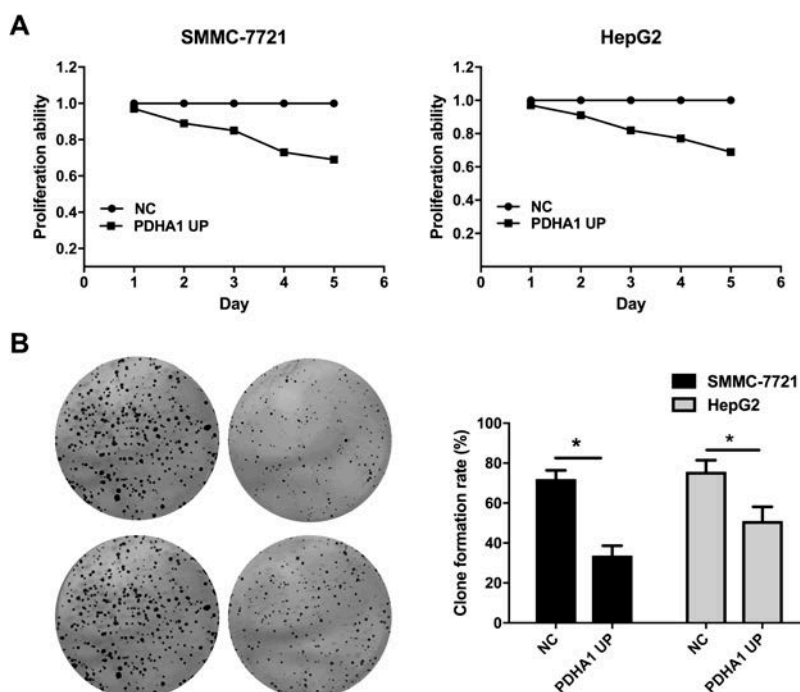 A
SMMC-7721
Proliferation ability
1.2
1.0
0.8
0.6
0.4
0.2
NC
PDHA1 UP
0 1 2 3 4 5 6
Day
HepG2
Proliferation ability
1.2
1.0
0.8
0.6
0.4
0.2
NC
PDHA1 UP
0 1 2 3 4 5 6
Day
B
SMMC-7721
HepG2
Clone formation rate (%)
100
80
60
40
20
0
* *
NC PDHA1 UP NC PDHA1 UP